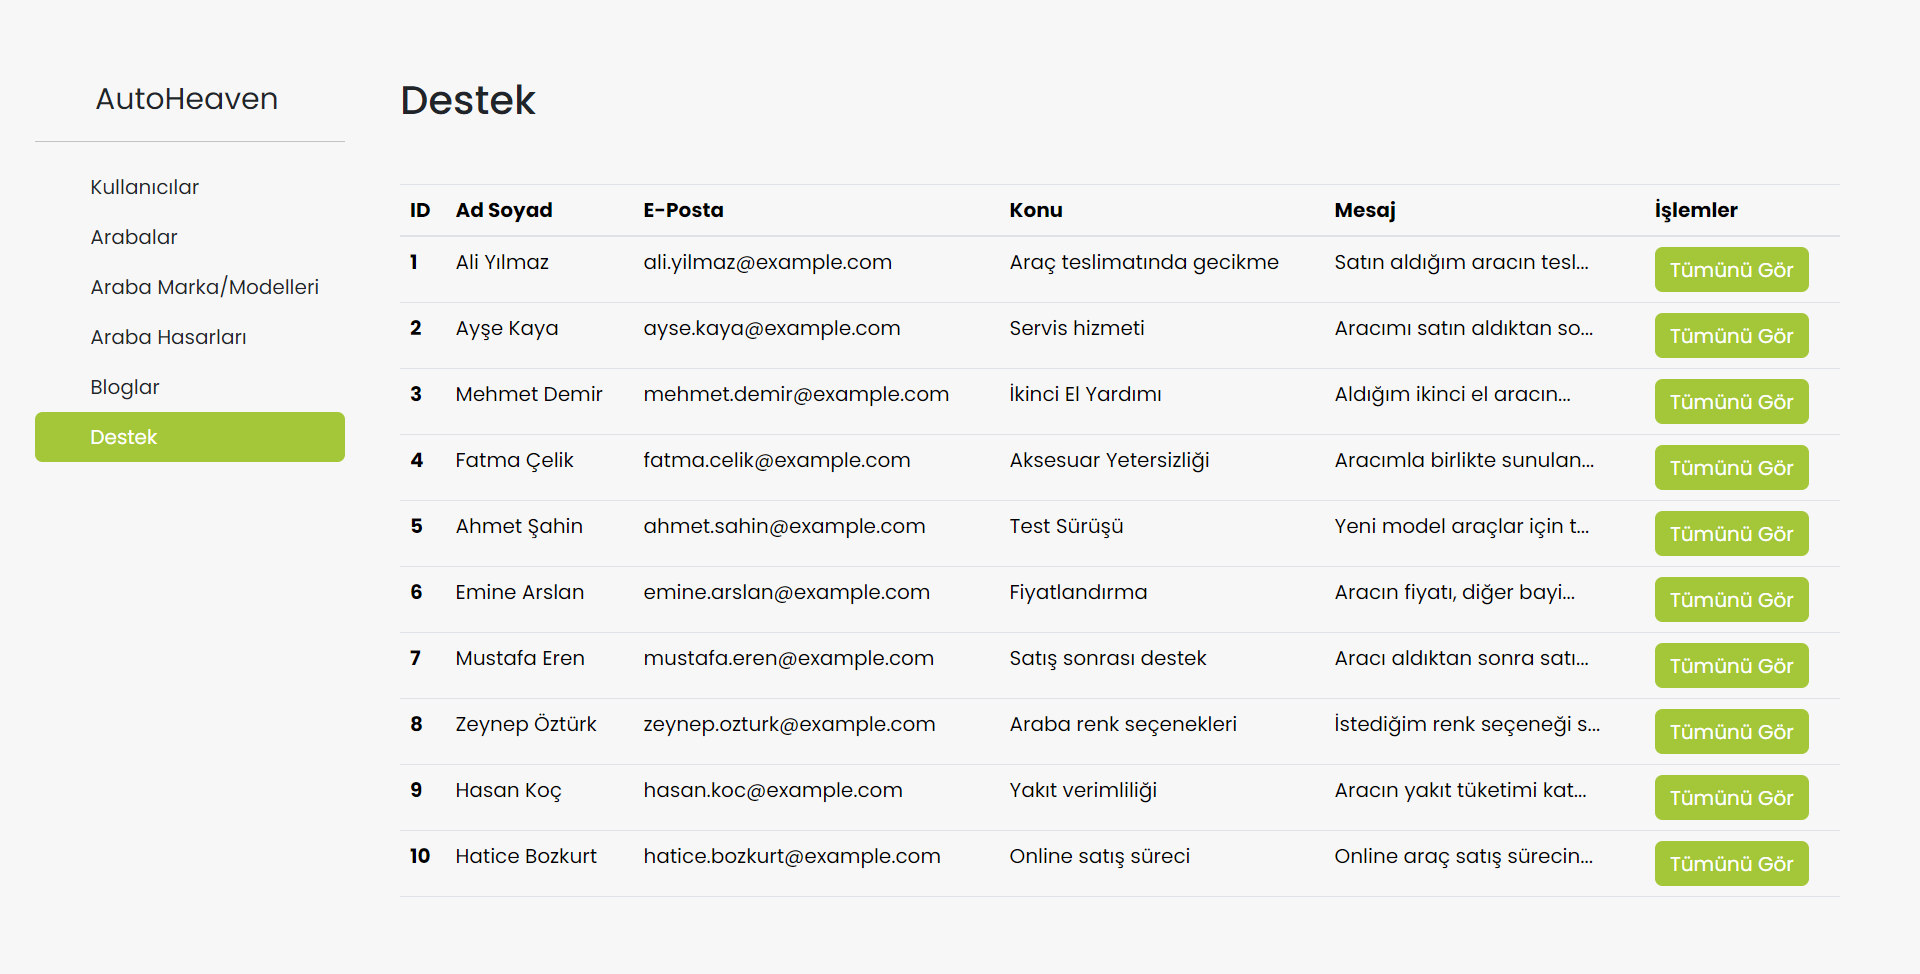 AutoHeaven
Kullanıcılar
Arabalar
Araba Marka/Modelleri
Araba Hasarları
Bloglar
Destek
Destek
ID Ad Soyad E-Posta Konu Mesaj İşlemler
1 Ali Yılmaz ali.yilmaz@example.com Araç teslimatında gecikme Satın aldığım aracın tesl... Tümünü Gör
2 Ayşe Kaya ayse.kaya@example.com Servis hizmeti Aracımı satın aldıktan so... Tümünü Gör
3 Mehmet Demir mehmet.demir@example.com İkinci El Yardımı Aldığım ikinci el aracın... Tümünü Gör
4 Fatma Çelik fatma.celik@example.com Aksesuar Yetersizliği Aracımla birlikte sunulan... Tümünü Gör
5 Ahmet Şahin ahmet.sahin@example.com Test Sürüşü Yeni model araçlar için t... Tümünü Gör
6 Emine Arslan emine.arslan@example.com Fiyatlandırma Aracın fiyatı, diğer bayi... Tümünü Gör
7 Mustafa Eren mustafa.eren@example.com Satış sonrası destek Aracı aldıktan sonra satı... Tümünü Gör
8 Zeynep Öztürk zeynep.ozturk@example.com Araba renk seçenekleri İstediğim renk seçeneği s... Tümünü Gör
9 Hasan Koç hasan.koc@example.com Yakıt verimliliği Aracın yakıt tüketimi kat... Tümünü Gör
10 Hatice Bozkurt hatice.bozkurt@example.com Online satış süreci Online araç satış sürecin... Tümünü Gör